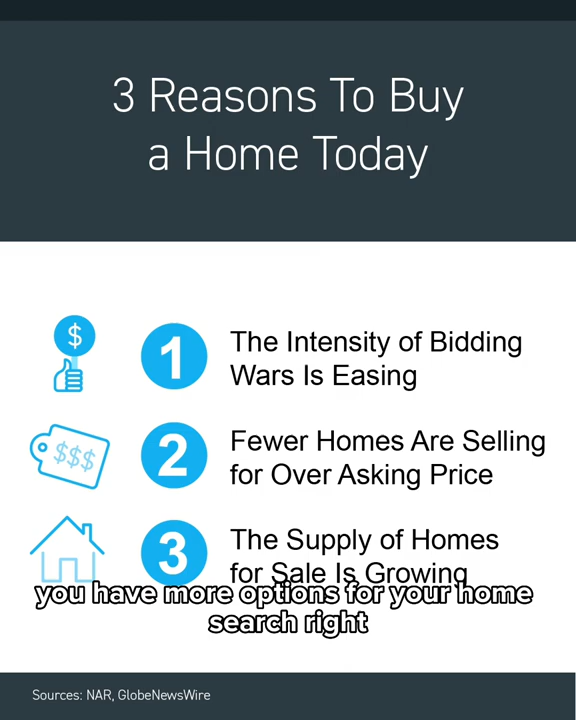 3 Reasons To Buy
a Home Today
$
1
The Intensity of Bidding
Wars Is Easing
$$$
2
Fewer Homes Are Selling
for Over Asking Price
3
The Supply of Homes
for Sale Is Growing
you have more options for your home
search right
Sources: NAR, GlobeNewsWire